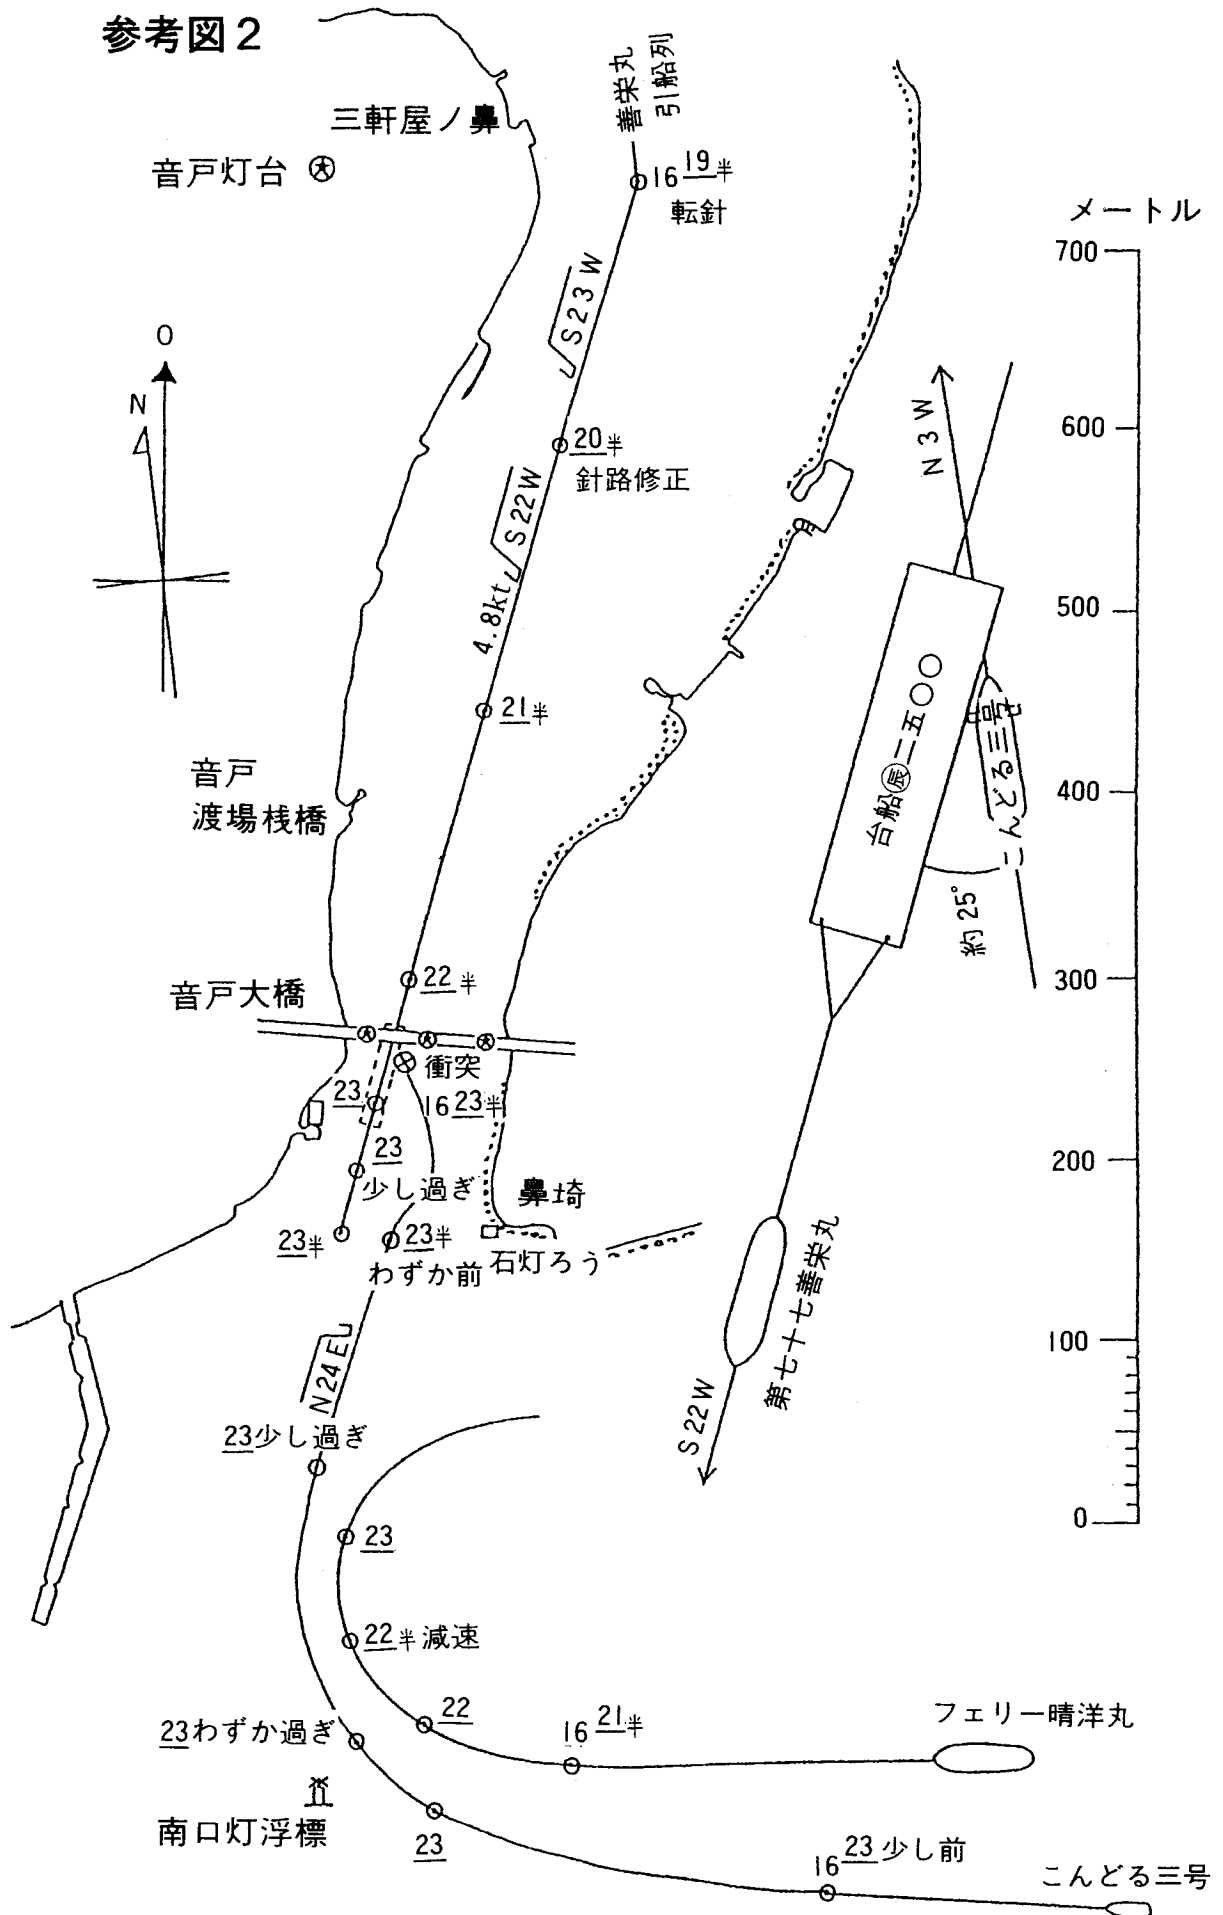 参考図2
善栄丸
引船列
三軒屋ノ鼻
音戸灯台
16 19半
転針
メートル
700
600
500
400
300
200
100
0
O
N
S23W
20半
針路修正
S22W
4.8kt
21半
N3W
台船㊋二五〇〇
こんどる三号
約25°
音戸
渡場桟橋
22半
音戸大橋
衝突
16 23半
23
23
少し過ぎ
23半
23半
わずか前
鼻埼
石灯ろう
第七十七善栄丸
S22W
N24E
23少し過ぎ
23
22半減速
22
16 21半
フェリー晴洋丸
23わずか過ぎ
南口灯浮標
23
16 23少し前
こんどる三号